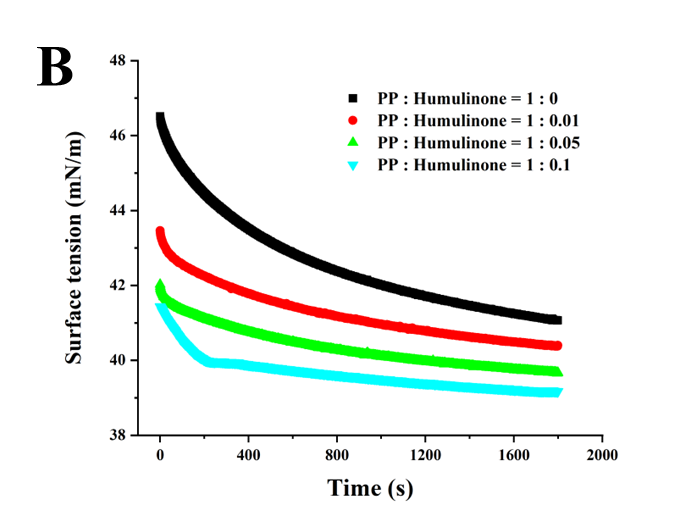 B
PP : Humulinone = 1 : 0
PP : Humulinone = 1 : 0.01
PP : Humulinone = 1 : 0.05
PP : Humulinone = 1 : 0.1
Surface tension (mN/m)
48
46
44
42
40
38
0 400 800 1200 1600 2000
Time (s)